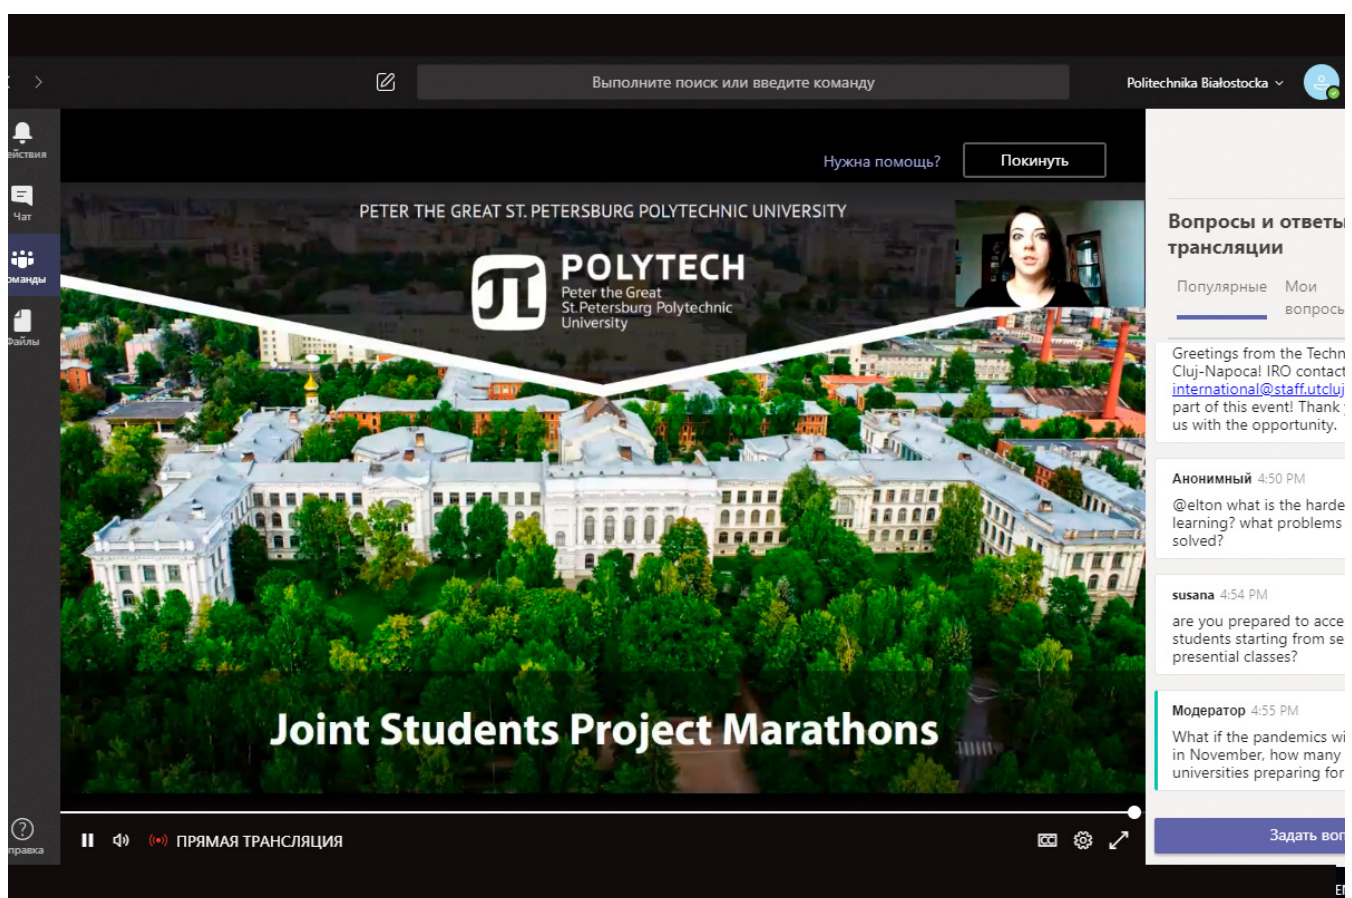 Выполните поиск или введите команду
Politechnika Białostocka
ействия
Чат
оманды
Файлы
правка
Нужна помощь?
Покинуть
PETER THE GREAT ST. PETERSBURG POLYTECHNIC UNIVERSITY
POLYTECH
Peter the Great
St.Petersburg Polytechnic
University
Joint Students Project Marathons
ПРЯМАЯ ТРАНСЛЯЦИЯ
CC
Вопросы и ответы
трансляции
Популярные
Мои
вопросы
Greetings from the Techn
Cluj-Napoca! IRO contact
international@staff.utcluj
part of this event! Thank
us with the opportunity.
Анонимный 4:50 PM
@elton what is the harde
learning? what problems
solved?
susana 4:54 PM
are you prepared to acce
students starting from se
presential classes?
Модератор 4:55 PM
What if the pandemics wi
in November, how many
universities preparing for
Задать воп